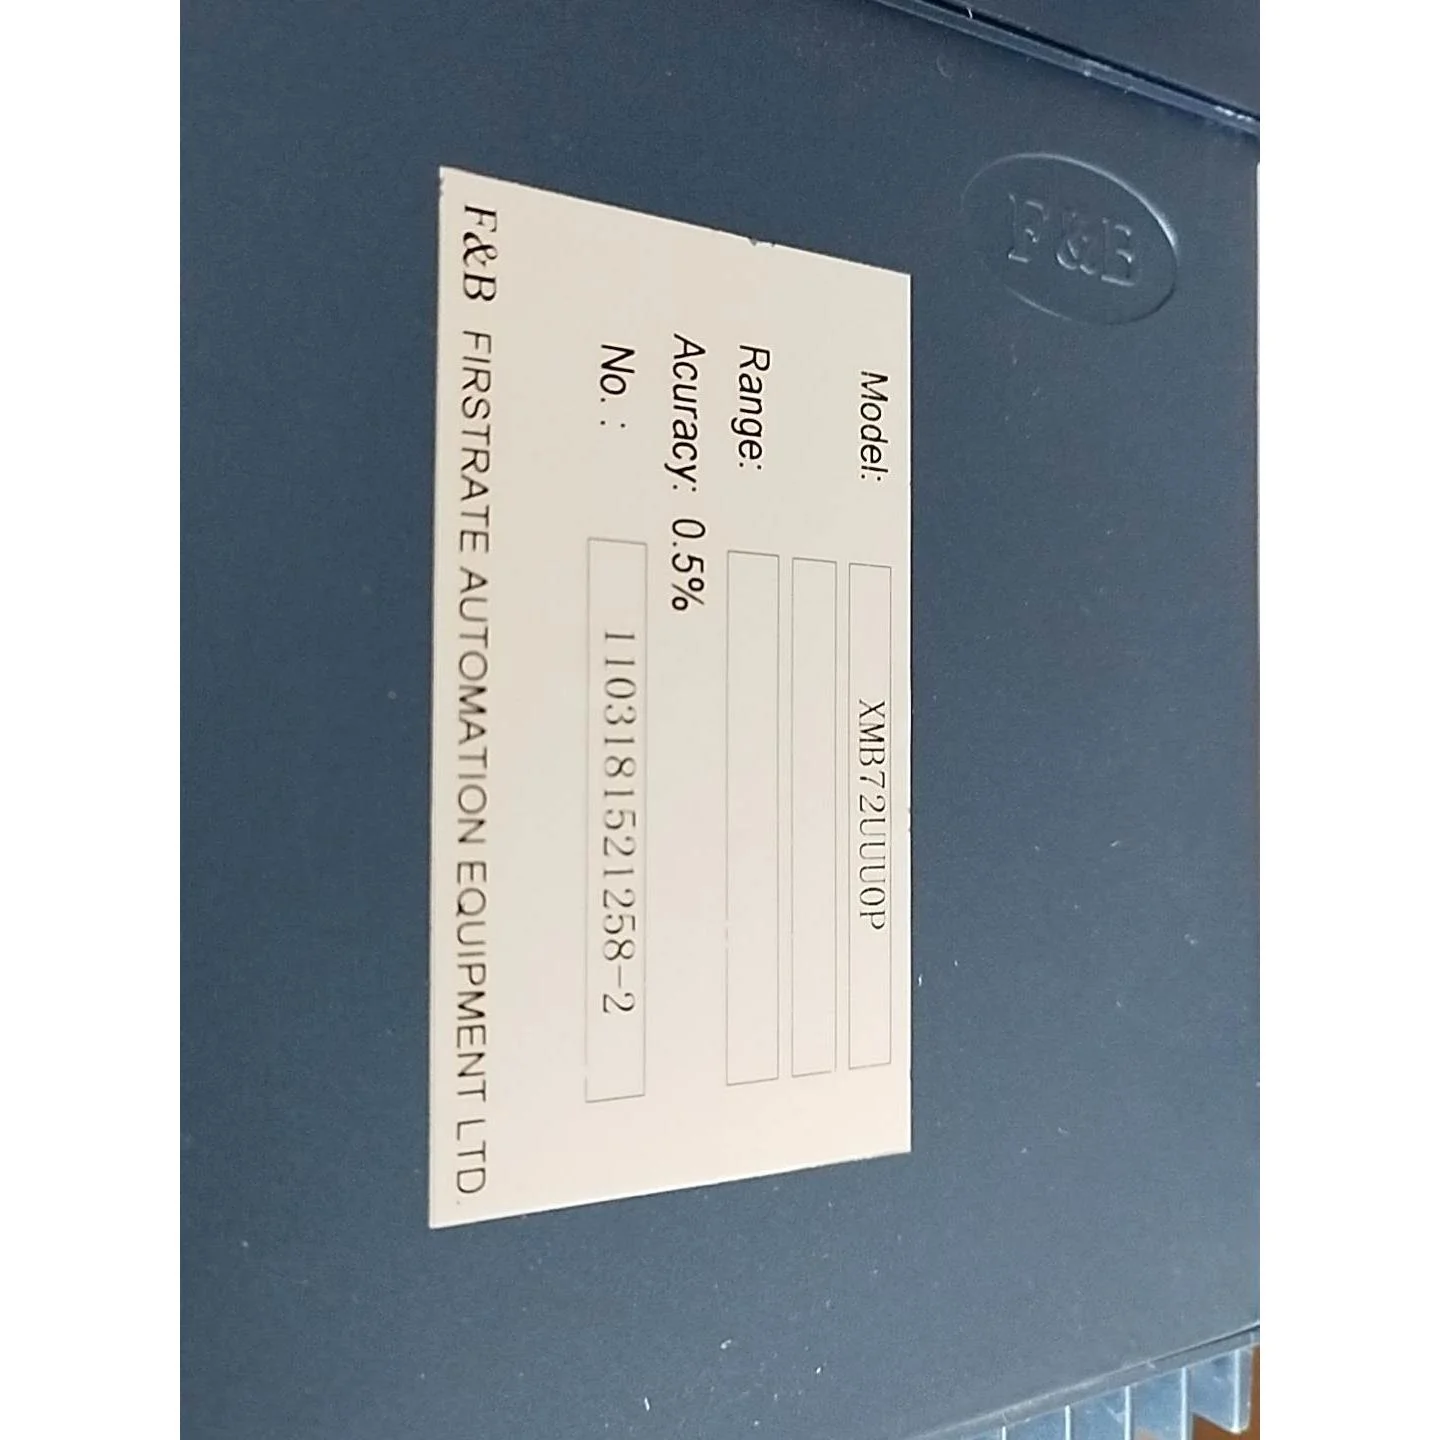 F&B
Model: XMB72UUU0P
Range:
Acuracy: 0.5%
No. : 1103181521258-2
F&B FIRSTRATE AUTOMATION EQUIPMENT LTD.